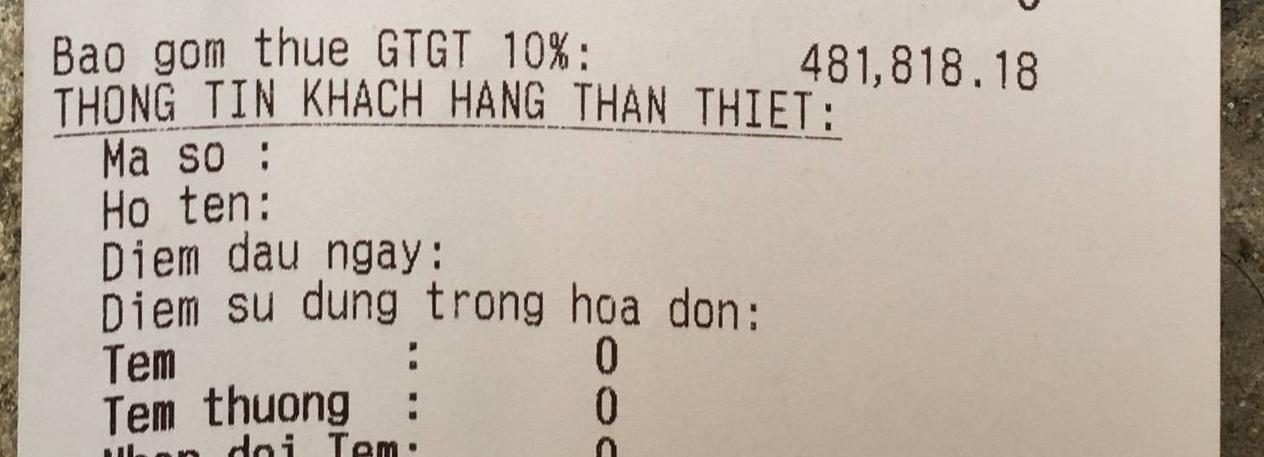 Bao gom thue GTGT 10%: 481,818.18
THONG TIN KHACH HANG THAN THIET:
Ma so :
Ho ten:
Diem dau ngay:
Diem su dung trong hoa don:
Tem : 0
Tem thuong : 0
doi Tem: 0